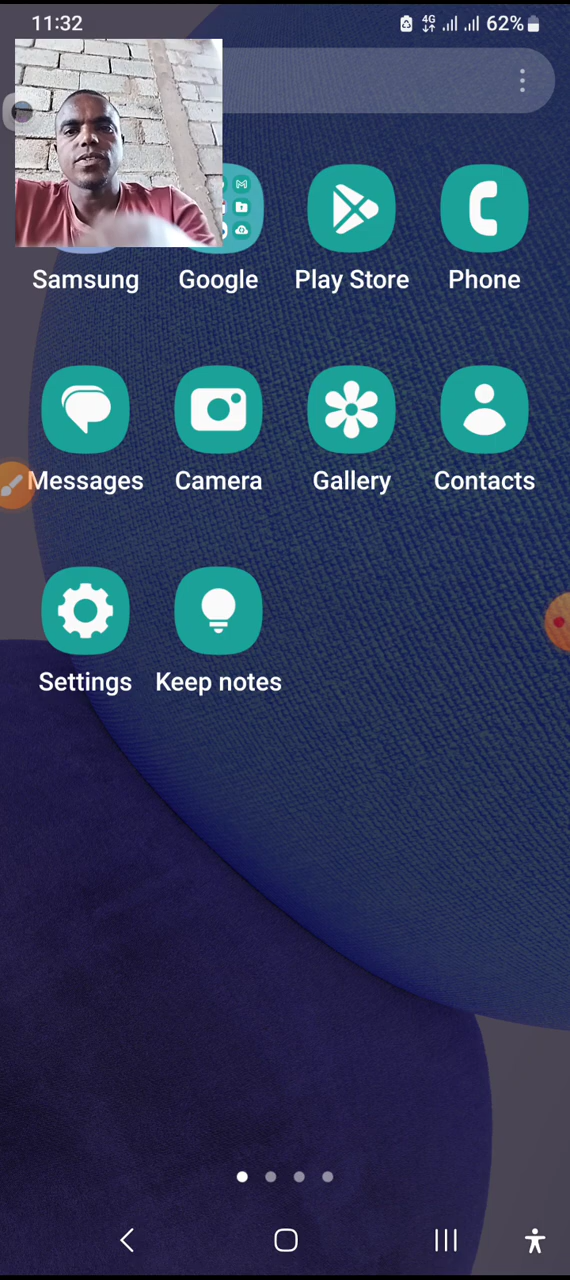 11:32 4G 62%
Samsung Google Play Store Phone
Messages Camera Gallery Contacts
Settings Keep notes